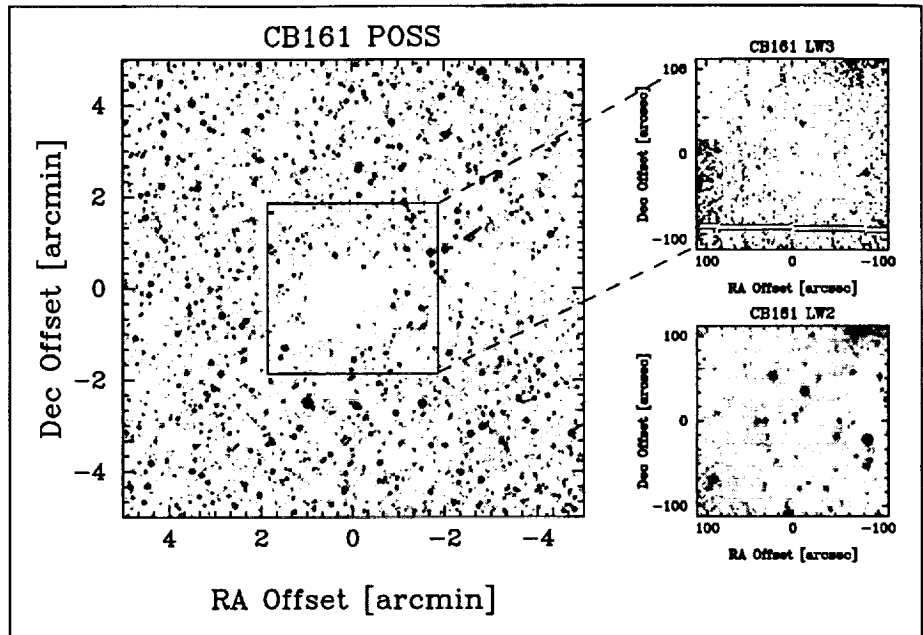 CB161 POSS
Dec Offset [arcmin]
4
2
0
−2
−4
4
2
0
−2
−4
RA Offset [arcmin]
CB161 LW3
Dec Offset [arcsec]
100
0
−100
100
0
−100
RA Offset [arcsec]
CB161 LW2
Dec Offset [arcsec]
100
0
−100
100
0
−100
RA Offset [arcsec]